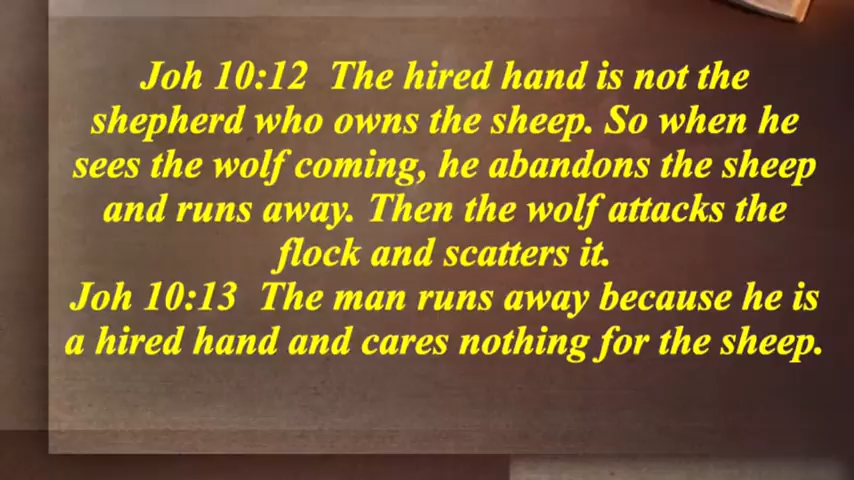 Joh 10:12  The hired hand is not the
shepherd who owns the sheep. So when he
sees the wolf coming, he abandons the sheep
and runs away. Then the wolf attacks the
flock and scatters it.
Joh 10:13  The man runs away because he is
a hired hand and cares nothing for the sheep.